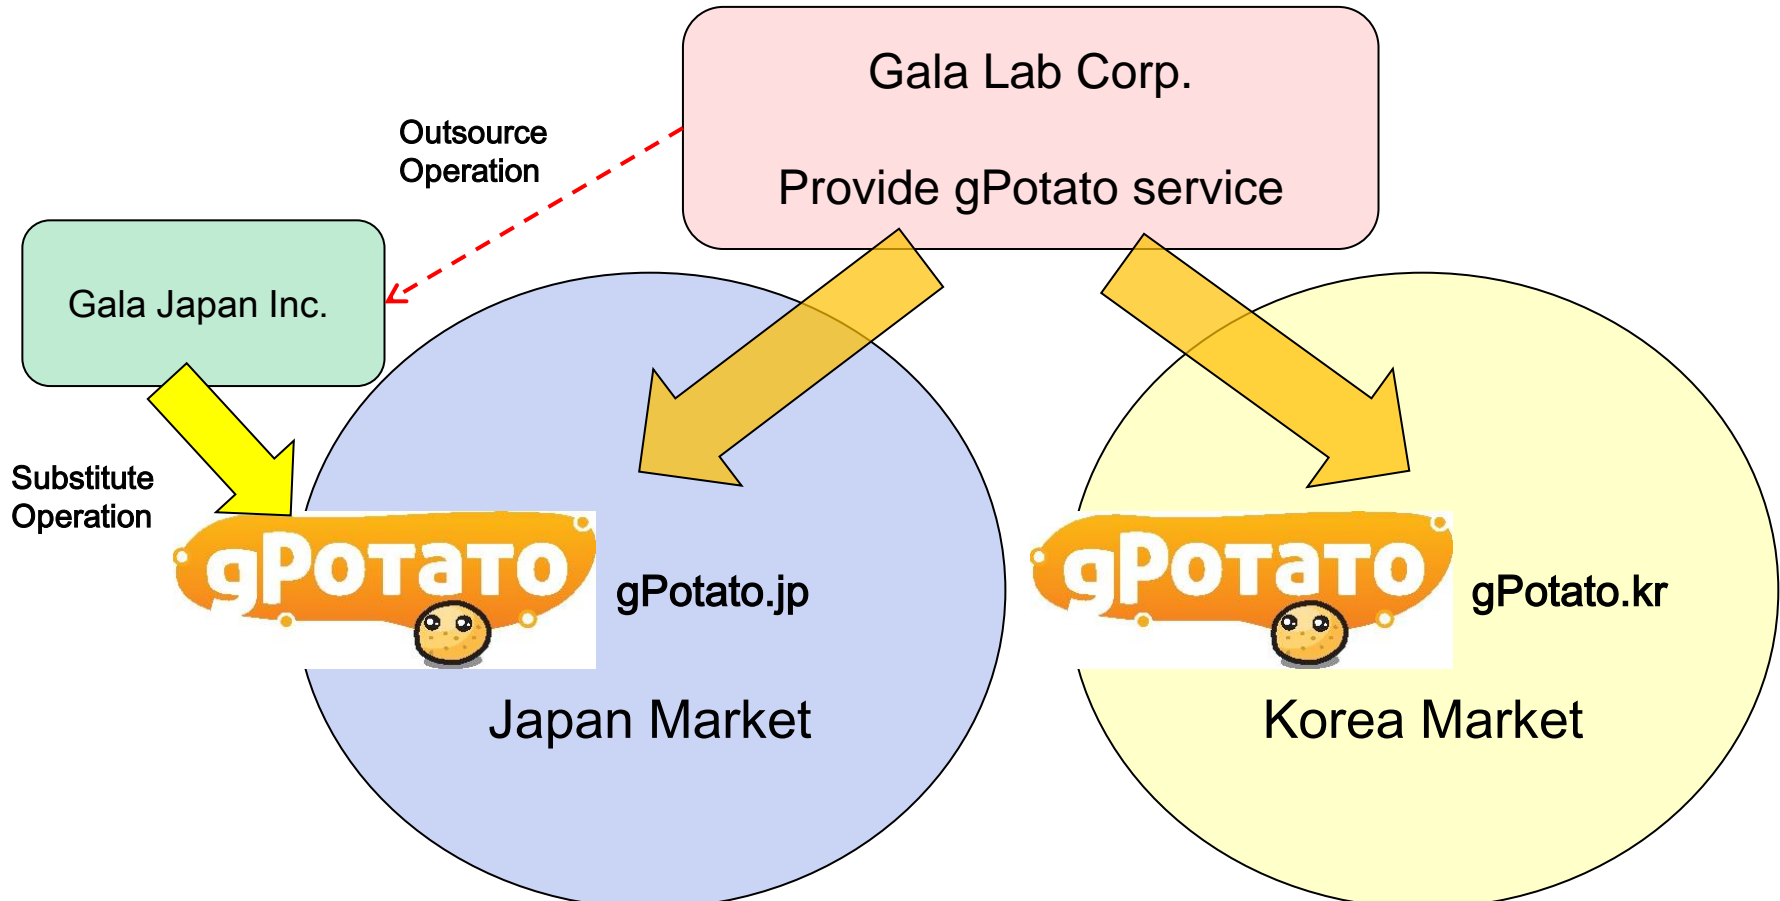 Gala Lab Corp.
Provide gPotato service
Outsource
Operation
Gala Japan Inc.
Substitute
Operation
gPoTaTo
gPotato.jp
Japan Market
gPoTaTo
gPotato.kr
Korea Market